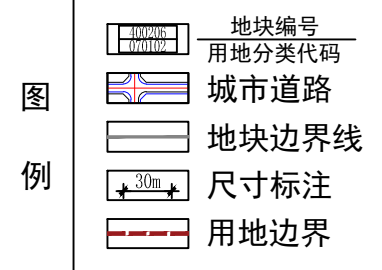 图
例
400206
070102
地块编号
用地分类代码
城市道路
地块边界线
30m
尺寸标注
用地边界